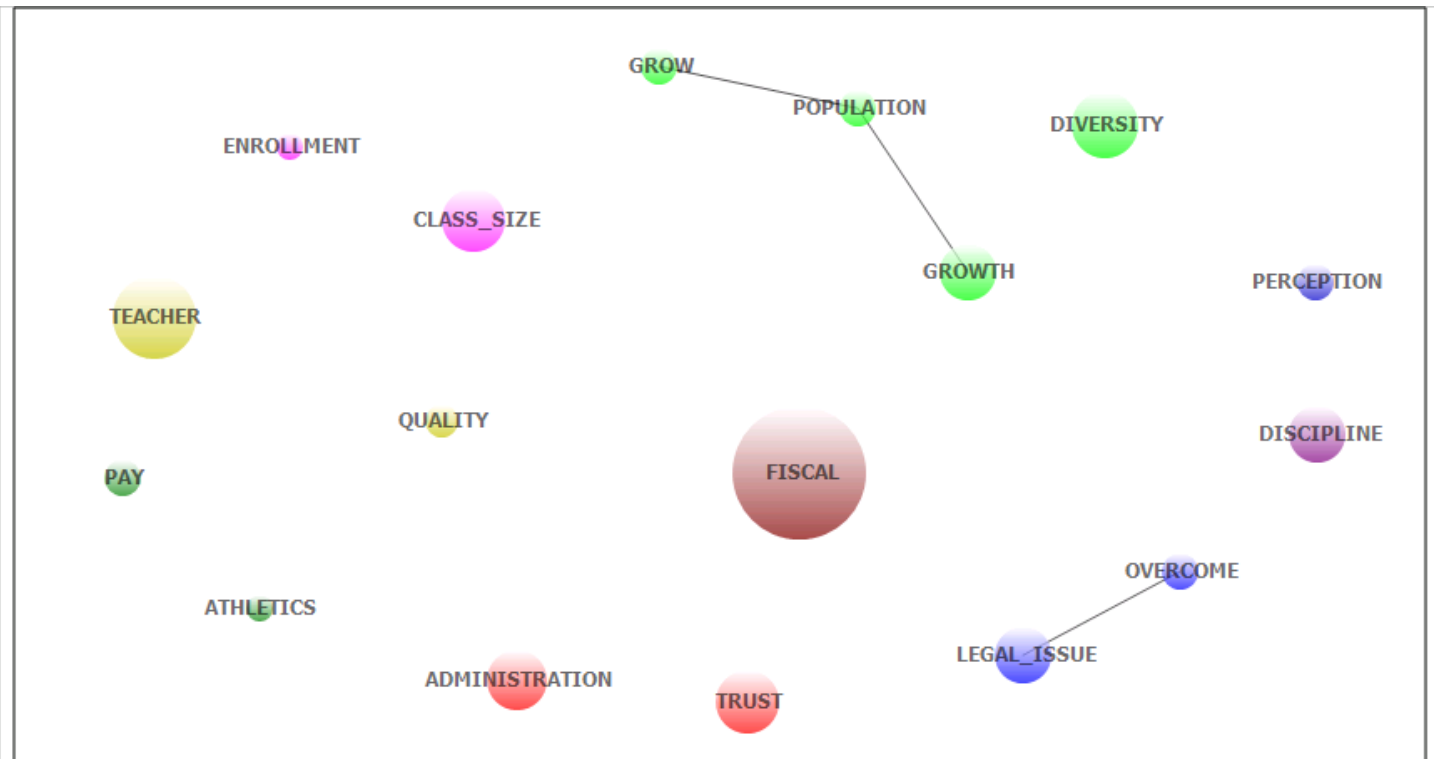 GROW
POPULATION
DIVERSITY
ENROLLMENT
CLASS_SIZE
GROWTH
PERCEPTION
TEACHER
QUALITY
DISCIPLINE
FISCAL
PAY
OVERCOME
ATHLETICS
LEGAL_ISSUE
ADMINISTRATION
TRUST